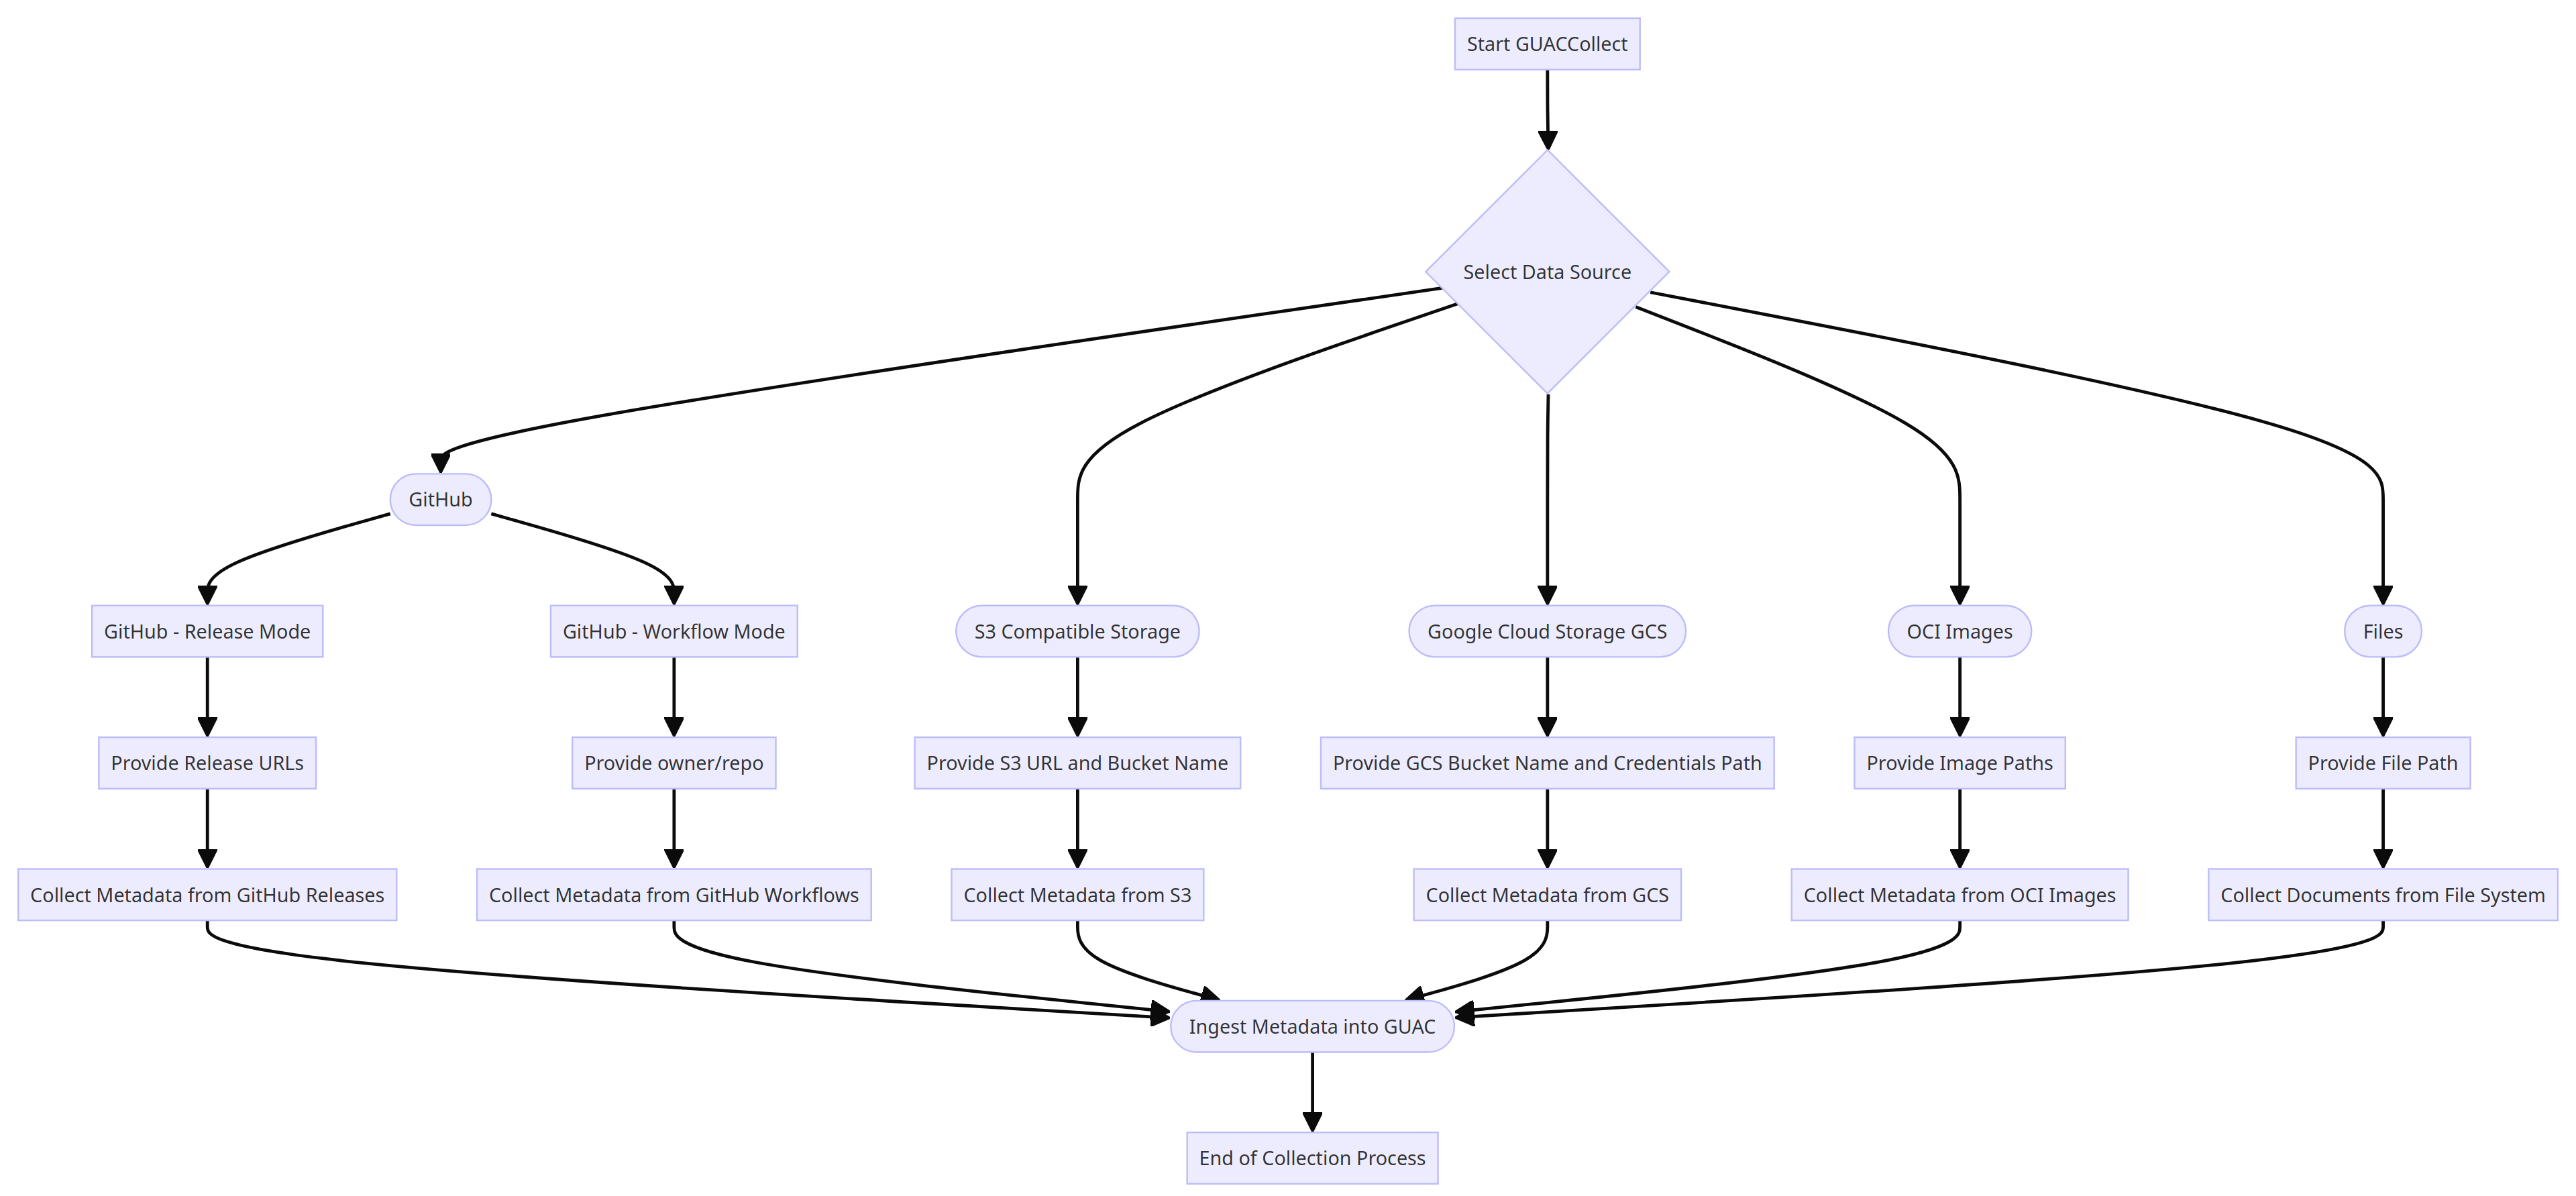 Start GUACCollect
Select Data Source
GitHub
GitHub - Release Mode
GitHub - Workflow Mode
S3 Compatible Storage
Google Cloud Storage GCS
OCI Images
Files
Provide Release URLs
Provide owner/repo
Provide S3 URL and Bucket Name
Provide GCS Bucket Name and Credentials Path
Provide Image Paths
Provide File Path
Collect Metadata from GitHub Releases
Collect Metadata from GitHub Workflows
Collect Metadata from S3
Collect Metadata from GCS
Collect Metadata from OCI Images
Collect Documents from File System
Ingest Metadata into GUAC
End of Collection Process